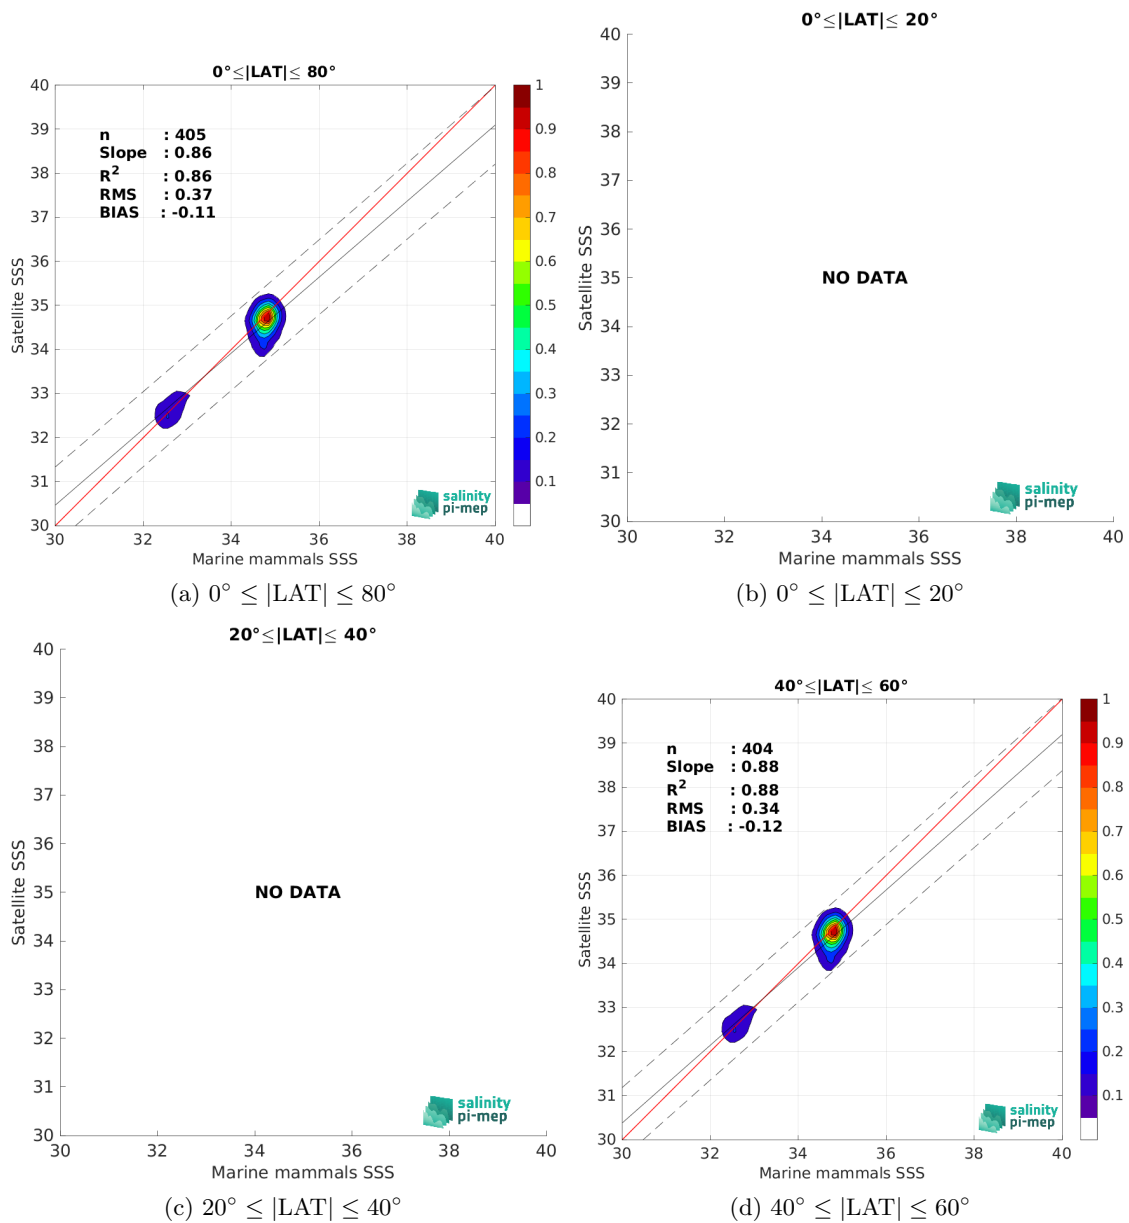 0°≤|LAT|≤ 80°
40
39
38
37
36
35
34
33
32
31
30
Satellite SSS
n : 405
Slope : 0.86
R² : 0.86
RMS : 0.37
BIAS : -0.11
salinity
pi-mep
30 32 34 36 38 40
Marine mammals SSS
1
0.9
0.8
0.7
0.6
0.5
0.4
0.3
0.2
0.1
(a) 0° ≤ |LAT| ≤ 80°
0°≤|LAT|≤ 20°
40
39
38
37
36
35
34
33
32
31
30
Satellite SSS
NO DATA
salinity
pi-mep
30 32 34 36 38 40
Marine mammals SSS
(b) 0° ≤ |LAT| ≤ 20°
20°≤|LAT|≤ 40°
40
39
38
37
36
35
34
33
32
31
30
Satellite SSS
NO DATA
salinity
pi-mep
30 32 34 36 38 40
Marine mammals SSS
(c) 20° ≤ |LAT| ≤ 40°
40°≤|LAT|≤ 60°
40
39
38
37
36
35
34
33
32
31
30
Satellite SSS
n : 404
Slope : 0.88
R² : 0.88
RMS : 0.34
BIAS : -0.12
salinity
pi-mep
30 32 34 36 38 40
Marine mammals SSS
1
0.9
0.8
0.7
0.6
0.5
0.4
0.3
0.2
0.1
(d) 40° ≤ |LAT| ≤ 60°